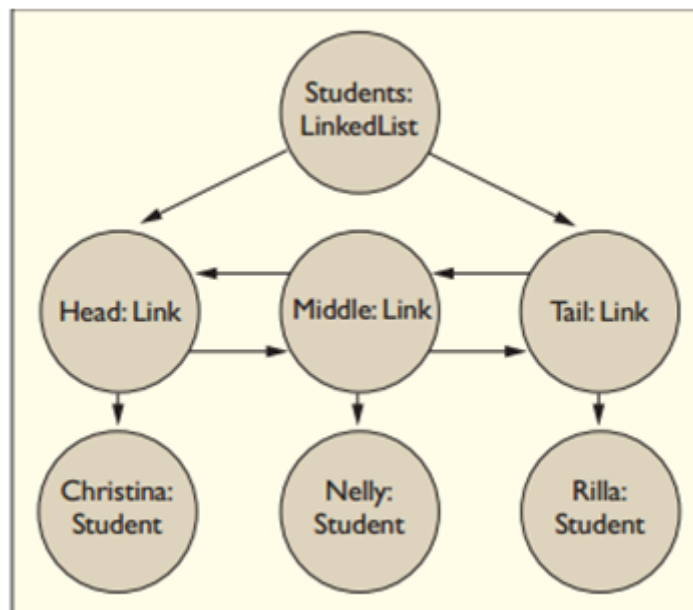 Students:
LinkedList
Head: Link
Middle: Link
Tail: Link
Christina:
Student
Nelly:
Student
Rilla:
Student